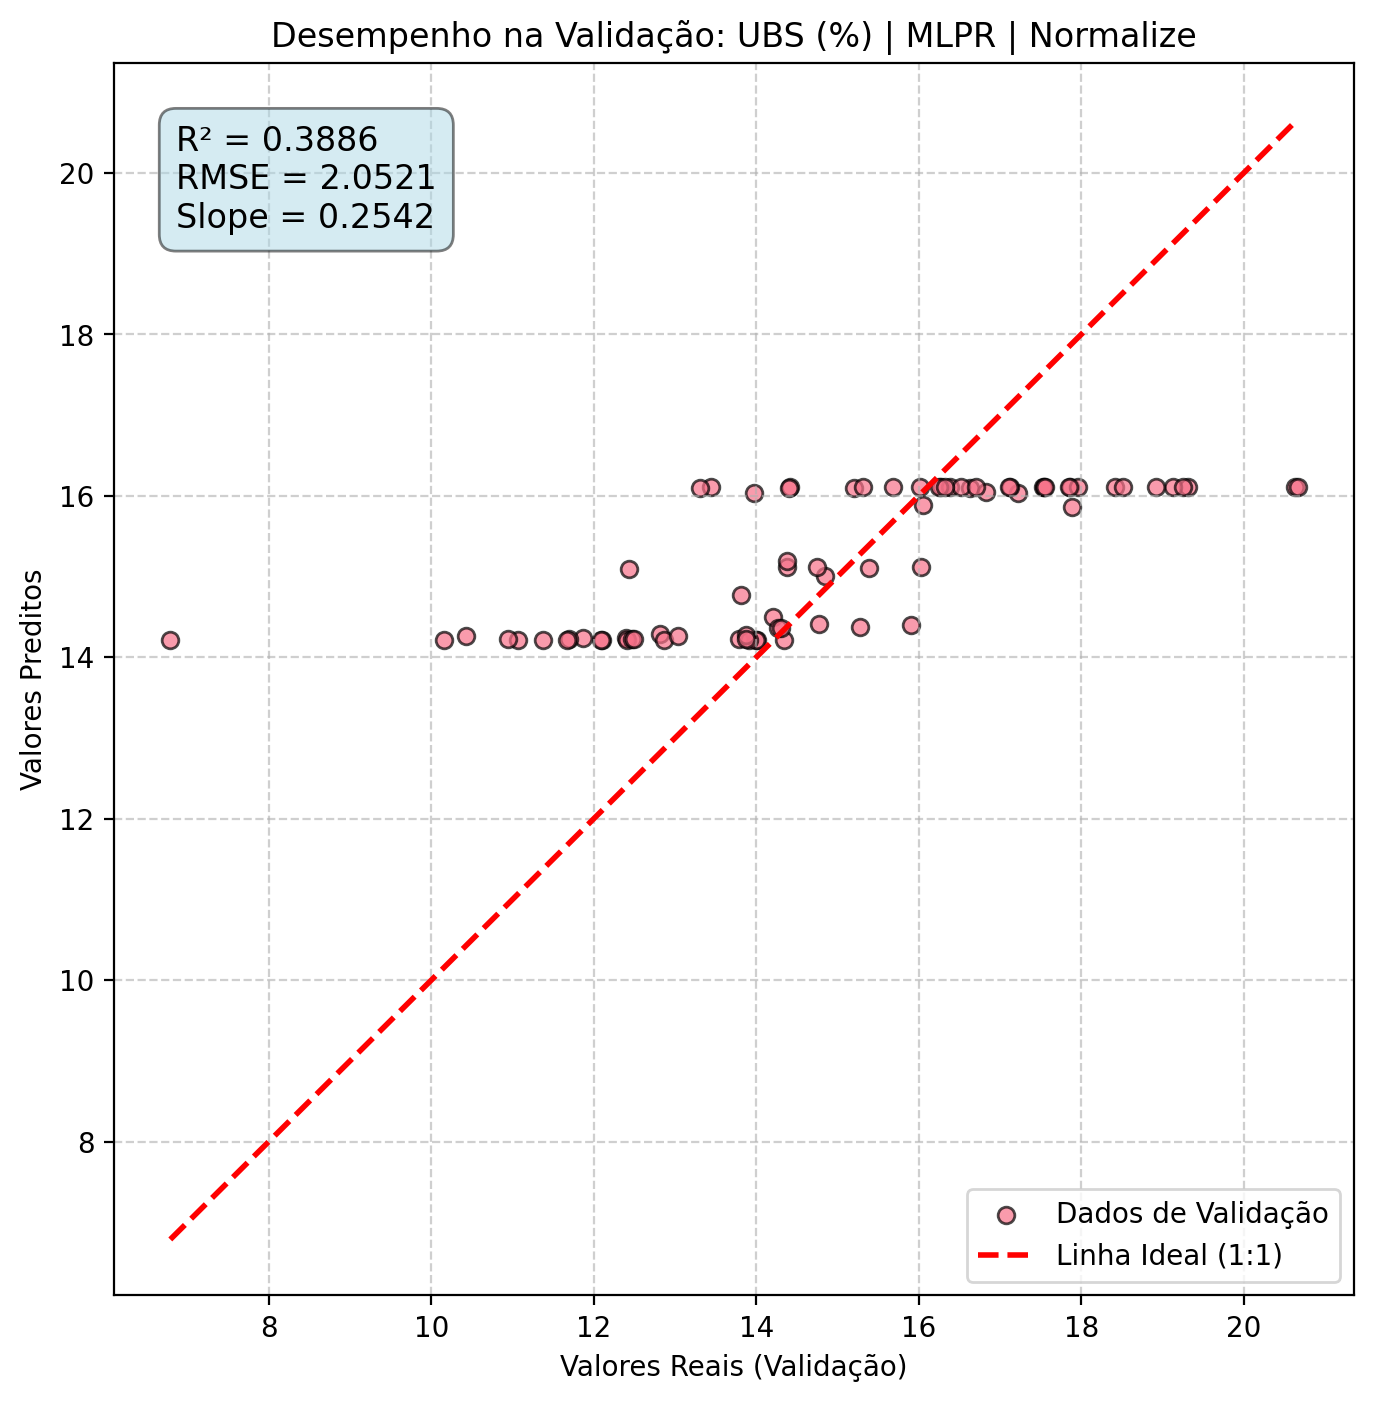 Desempenho na Validação: UBS (%) | MLPR | Normalize
R² = 0.3886
RMSE = 2.0521
Slope = 0.2542
20
18
16
14
12
10
8
Valores Preditos
Dados de Validação
Linha Ideal (1:1)
8 10 12 14 16 18 20
Valores Reais (Validação)